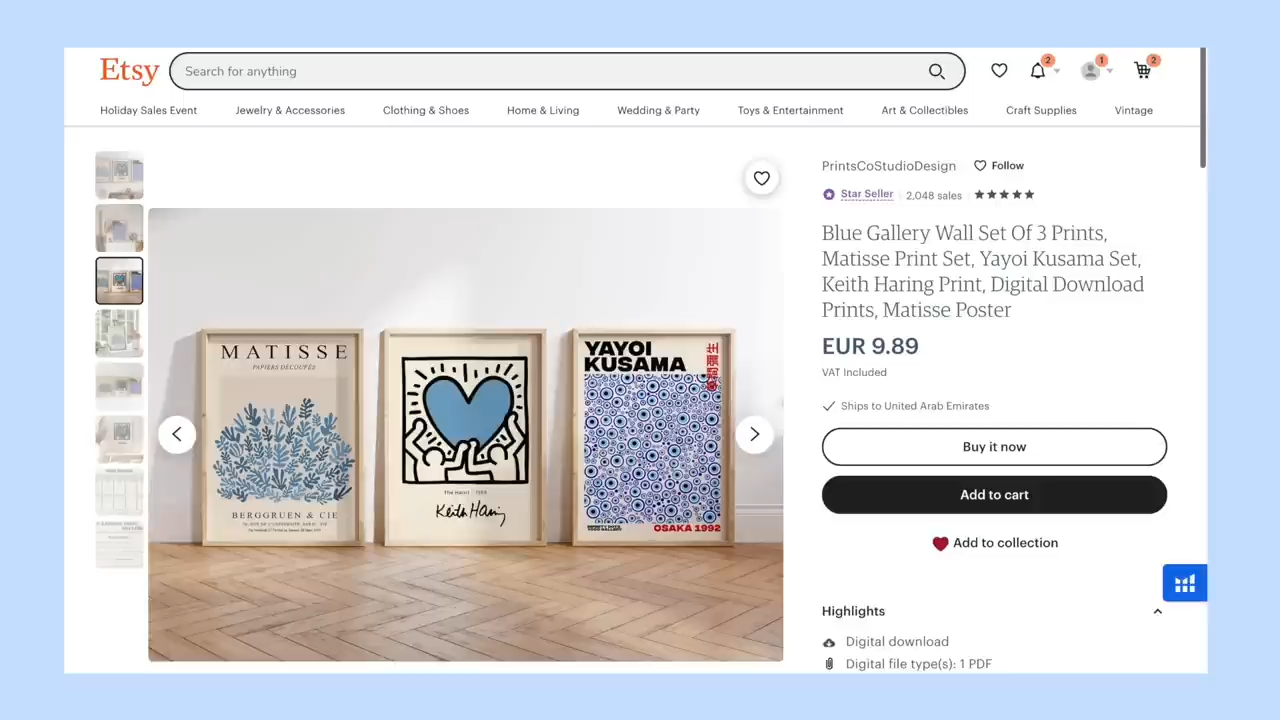 Etsy
Search for anything
2
1
2
Holiday Sales Event
Jewelry & Accessories
Clothing & Shoes
Home & Living
Wedding & Party
Toys & Entertainment
Art & Collectibles
Craft Supplies
Vintage
PrintsCoStudioDesign
Follow
Star Seller
2,048 sales
Blue Gallery Wall Set Of 3 Prints,
Matisse Print Set, Yayoi Kusama Set,
Keith Haring Print, Digital Download
Prints, Matisse Poster
EUR 9.89
VAT Included
Ships to United Arab Emirates
Buy it now
Add to cart
Add to collection
Highlights
Digital download
Digital file type(s): 1 PDF
MATISSE
PAPIERS DÉCOUPÉS
BERGGRUEN & CIE
Keith Haring
YAYOI
KUSAMA
OSAKA 1992